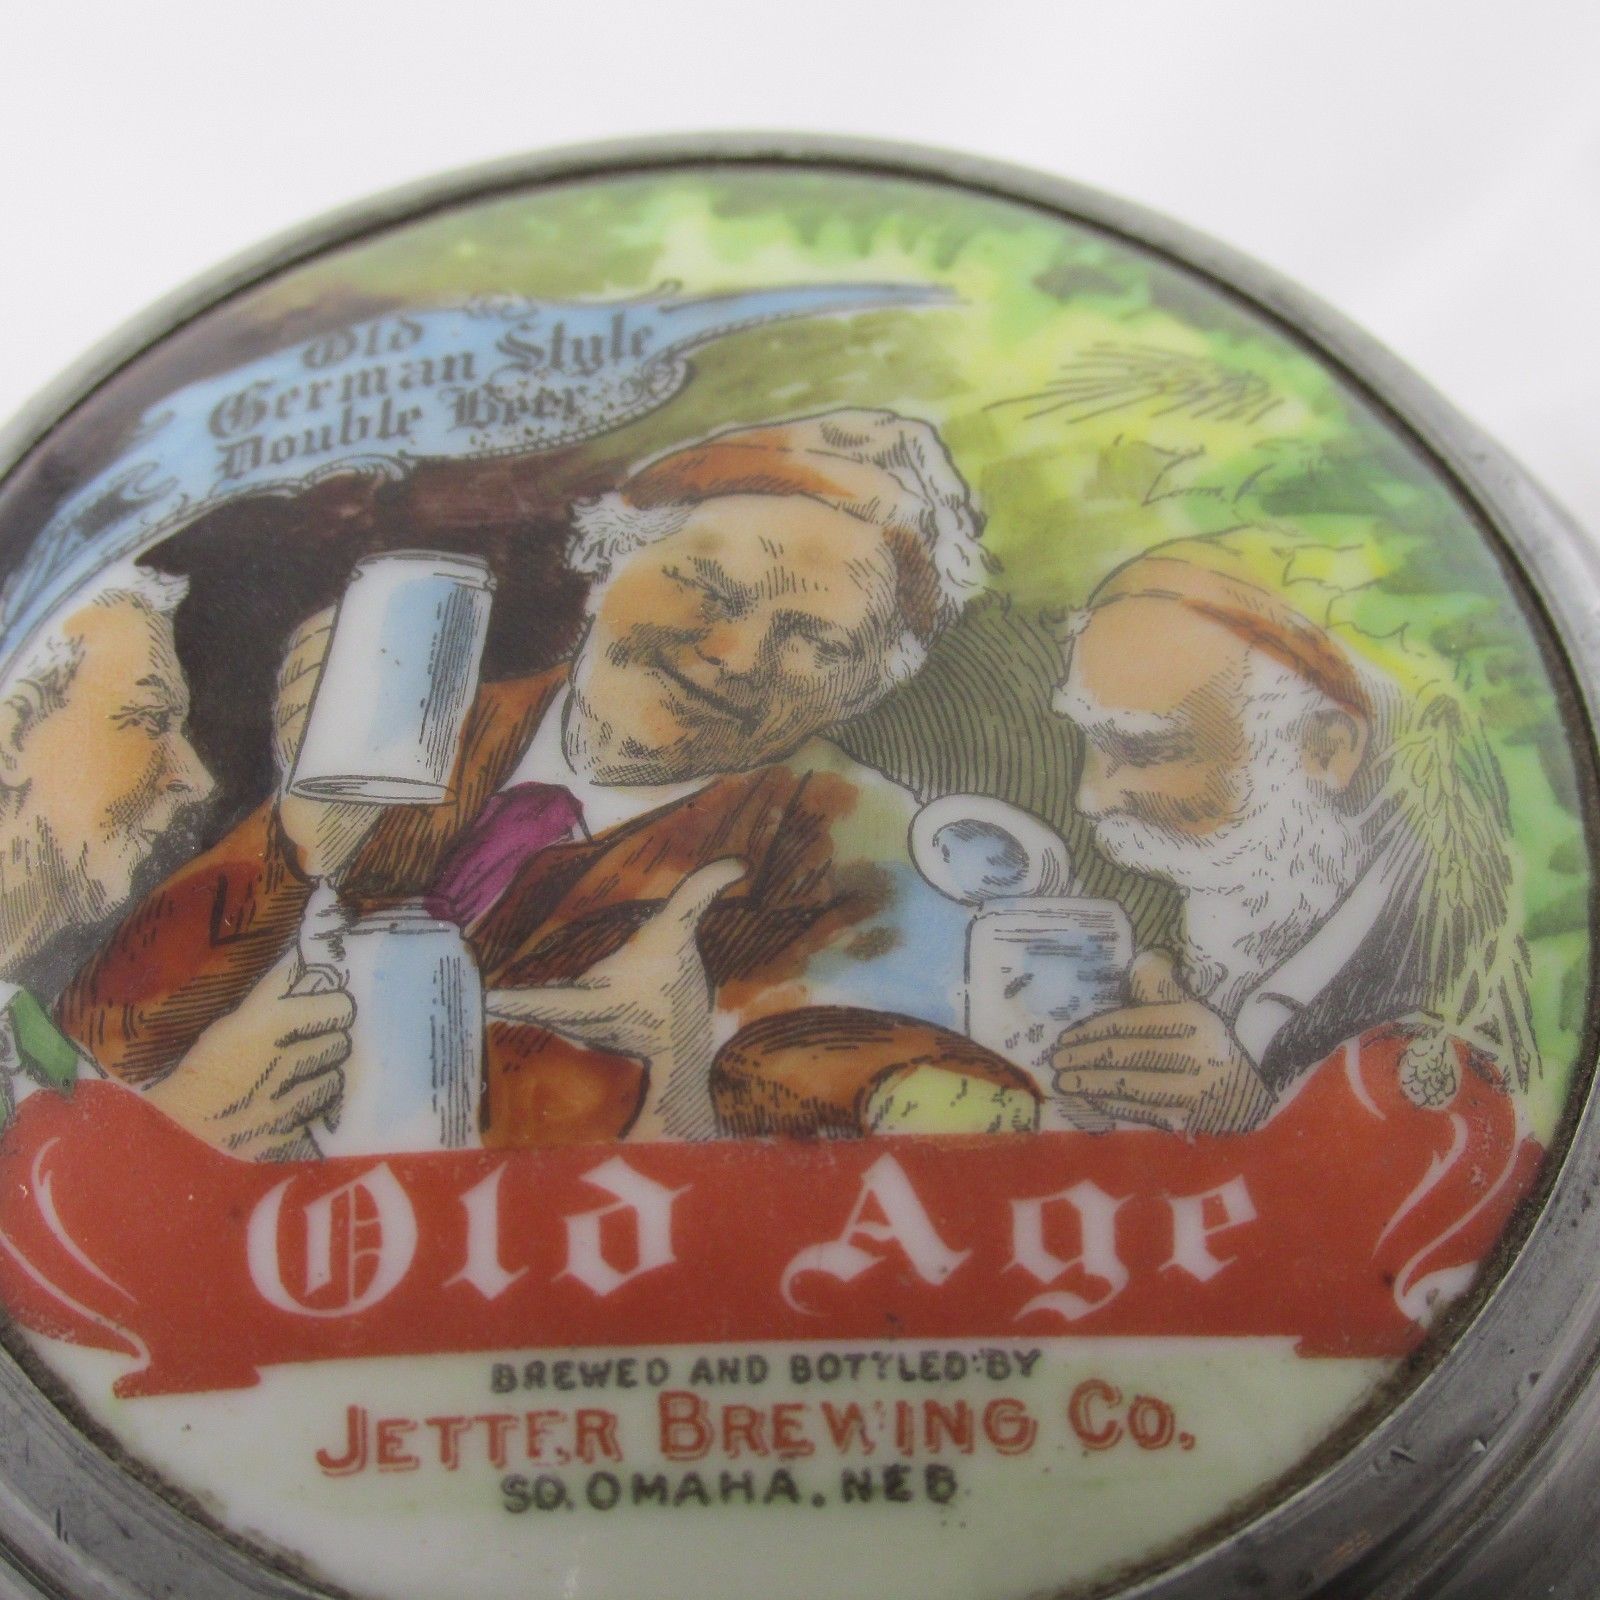 Old
German Style
Double Beer
Old Age
BREWED AND BOTTLED BY
JETTER BREWING CO.
SO. OMAHA. NEB